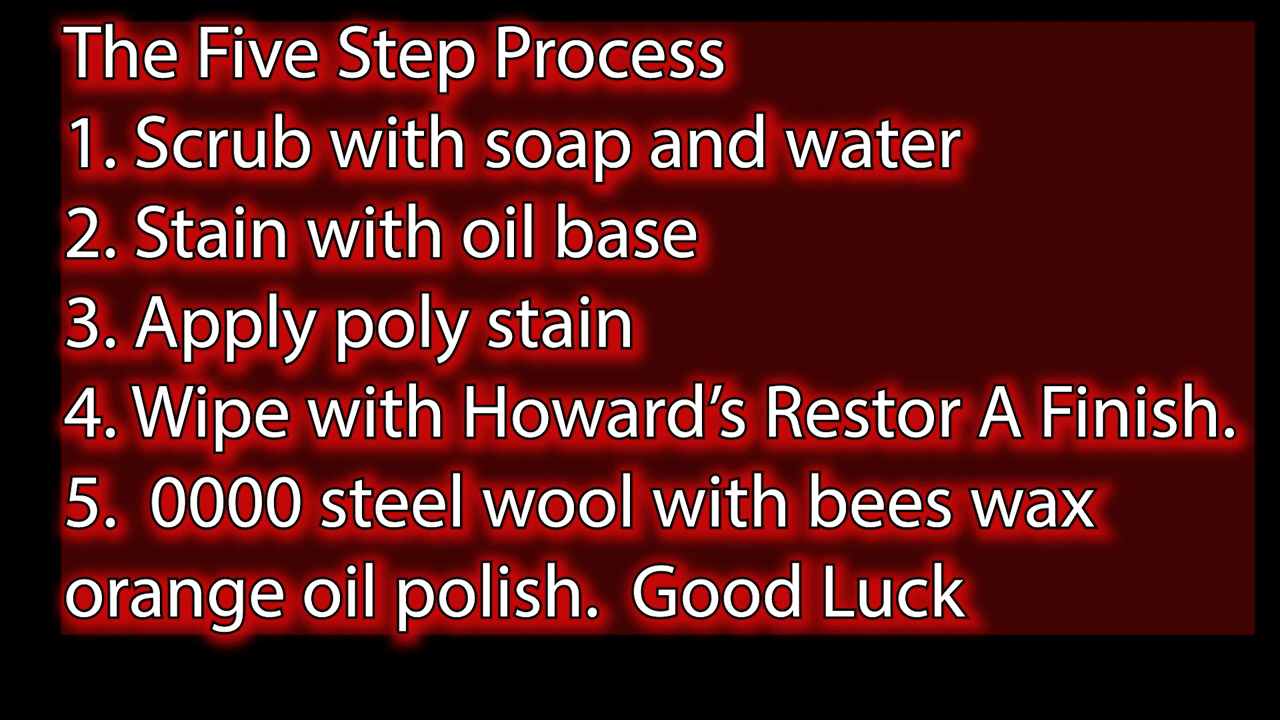 The Five Step Process
1. Scrub with soap and water
2. Stain with oil base
3. Apply poly stain
4. Wipe with Howard’s Restor A Finish.
5.  0000 steel wool with bees wax
orange oil polish.  Good Luck